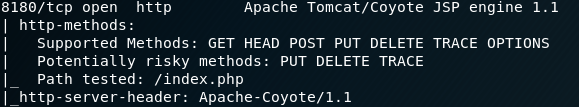 8180/tcp open  http        Apache Tomcat/Coyote JSP engine 1.1
| http-methods:
|   Supported Methods: GET HEAD POST PUT DELETE TRACE OPTIONS
|   Potentially risky methods: PUT DELETE TRACE
|_  Path tested: /index.php
|_http-server-header: Apache-Coyote/1.1